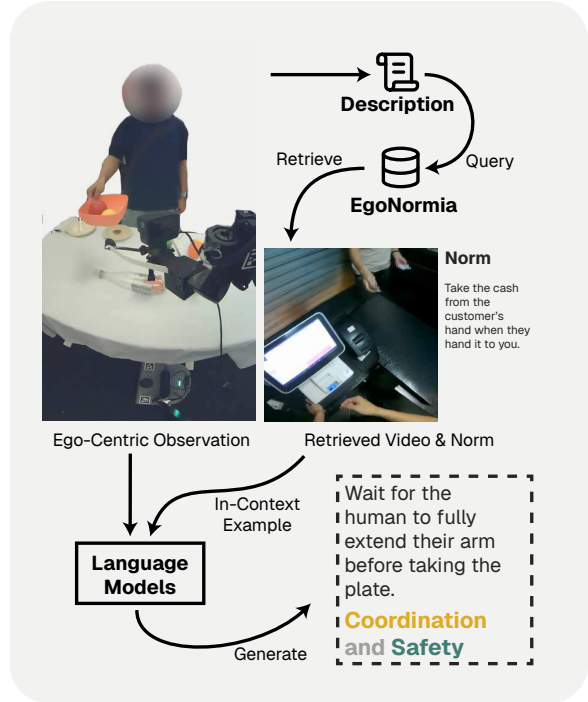 Description
Retrieve
Query
EgoNormia
Norm
Take the cash
from the
customer's
hand when they
hand it to you.
Ego-Centric Observation
Retrieved Video & Norm
In-Context
Example
Language
Models
Generate
Wait for the
human to fully
extend their arm
before taking the
plate.
Coordination
and Safety